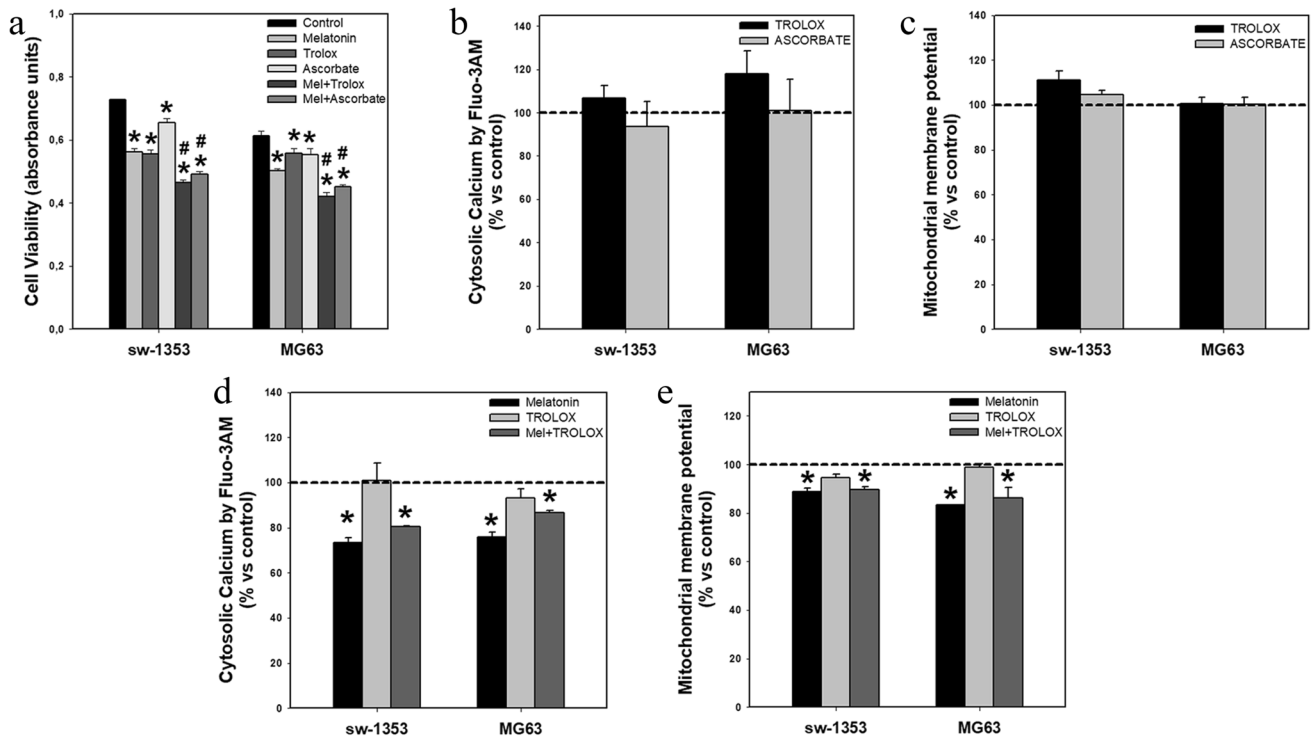 a
Control
Melatonin
Trolox
Ascorbate
Mel+Trolox
Mel+Ascorbate
Cell Viability (absorbance units)
1,0
0,8
0,6
0,4
0,2
0,0
* * * # * # *
* * * # * # *
sw-1353 MG63
b
TROLOX
ASCORBATE
Cytosolic Calcium by Fluo-3AM
(% vs control)
140
120
100
80
60
40
20
0
sw-1353 MG63
c
TROLOX
ASCORBATE
Mitochondrial membrane potential
(% vs control)
140
120
100
80
60
40
20
0
sw-1353 MG63
d
Melatonin
TROLOX
Mel+TROLOX
Cytosolic Calcium by Fluo-3AM
(% vs control)
140
120
100
80
60
40
20
0
* * * *
sw-1353 MG63
e
Melatonin
TROLOX
Mel+TROLOX
Mitochondrial membrane potential
(% vs control)
120
100
80
60
40
20
0
* * * *
sw-1353 MG63